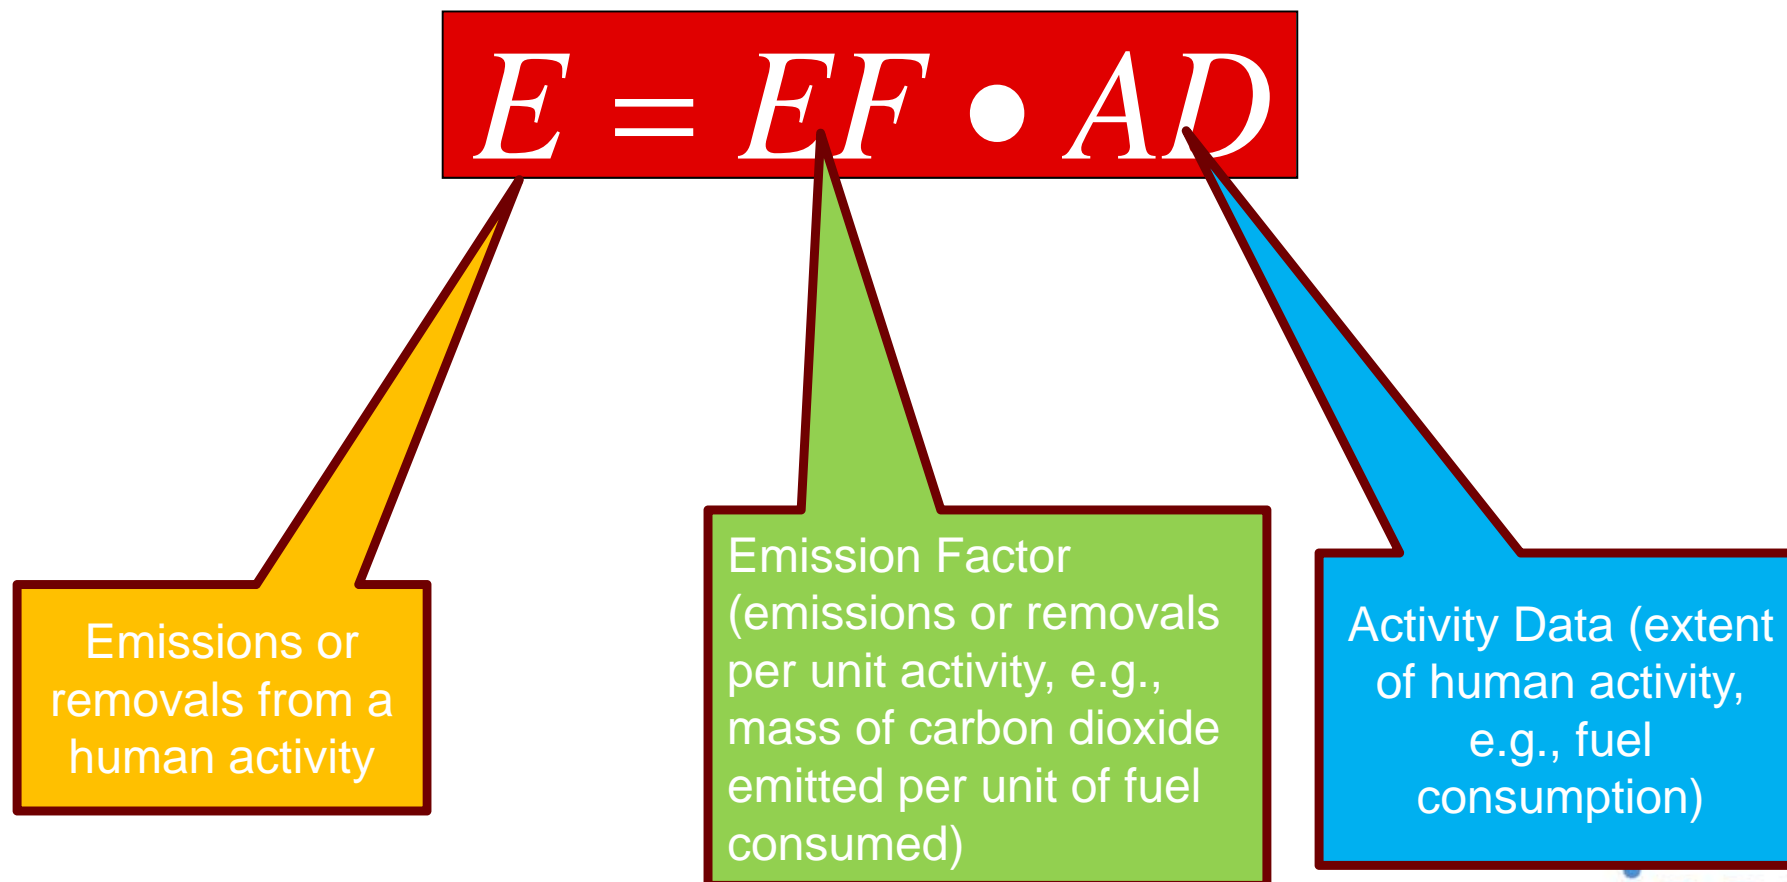 E = EF • AD
Emissions or
removals from a
human activity
Emission Factor
(emissions or removals
per unit activity, e.g.,
mass of carbon dioxide
emitted per unit of fuel
consumed)
Activity Data (extent
of human activity,
e.g., fuel
consumption)